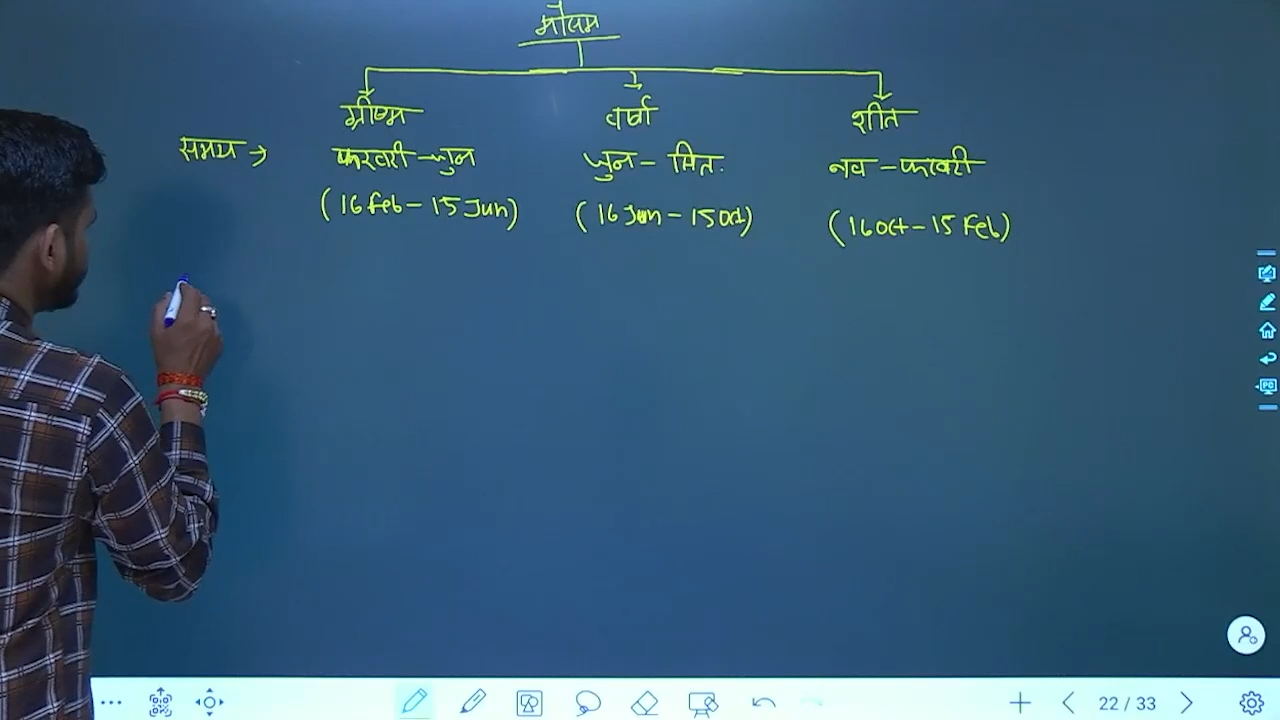 मौसम
ग्रीष्म वर्षा शीत
समय → फरवरी - जुन जुन - सित. नव - फरवरी
(16 Feb - 15 Jun) (16 Jun - 15 Oct) (16 Oct - 15 Feb)
PC
22 / 33